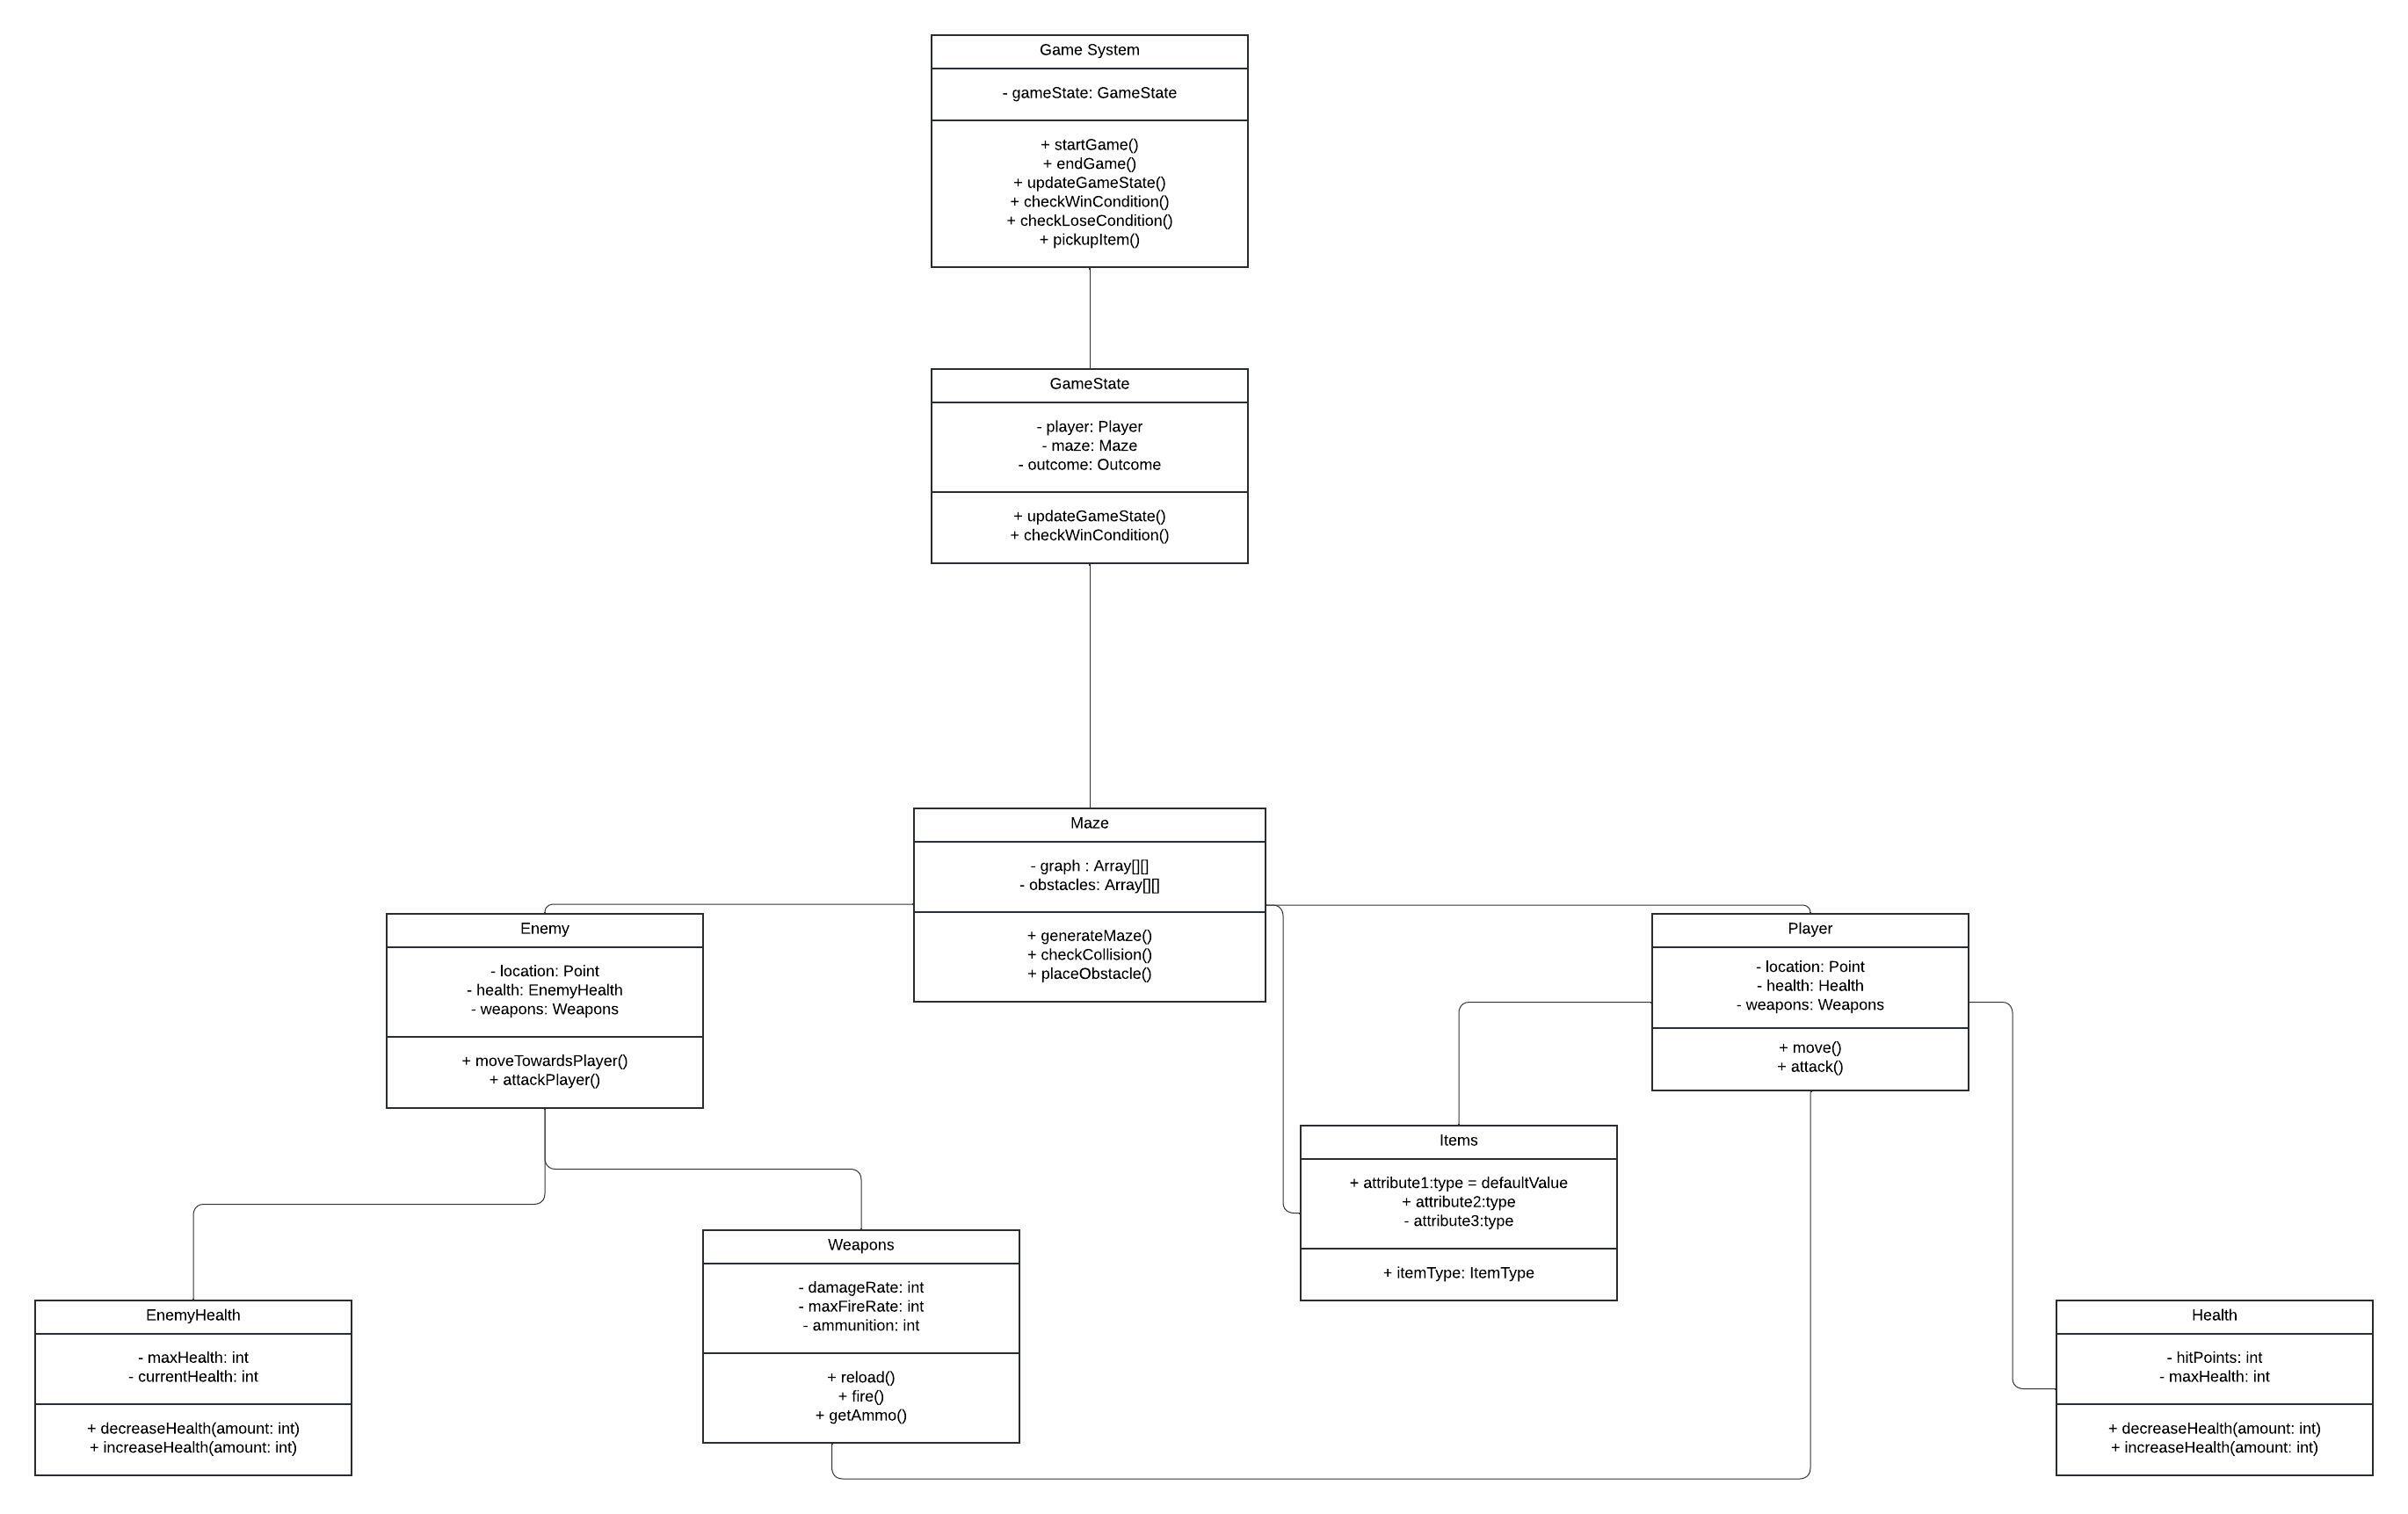 Game System
- gameState: GameState
+ startGame()
+ endGame()
+ updateGameState()
+ checkWinCondition()
+ checkLoseCondition()
+ pickupItem()
GameState
- player: Player
- maze: Maze
- outcome: Outcome
+ updateGameState()
+ checkWinCondition()
Maze
- graph : Array[][]
- obstacles: Array[][]
+ generateMaze()
+ checkCollision()
+ placeObstacle()
Enemy
- location: Point
- health: EnemyHealth
- weapons: Weapons
+ moveTowardsPlayer()
+ attackPlayer()
Player
- location: Point
- health: Health
- weapons: Weapons
+ move()
+ attack()
Items
+ attribute1:type = defaultValue
+ attribute2:type
- attribute3:type
+ itemType: ItemType
Weapons
- damageRate: int
- maxFireRate: int
- ammunition: int
+ reload()
+ fire()
+ getAmmo()
EnemyHealth
- maxHealth: int
- currentHealth: int
+ decreaseHealth(amount: int)
+ increaseHealth(amount: int)
Health
- hitPoints: int
- maxHealth: int
+ decreaseHealth(amount: int)
+ increaseHealth(amount: int)